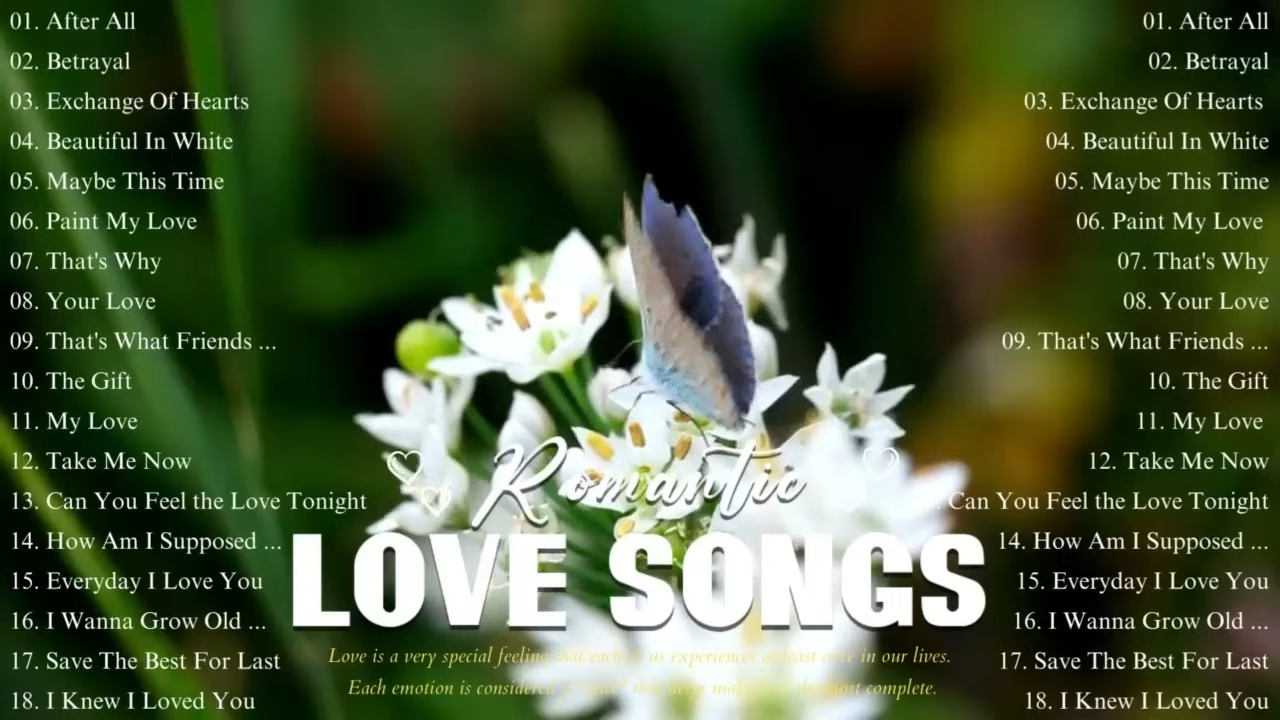 01. After All
02. Betrayal
03. Exchange Of Hearts
04. Beautiful In White
05. Maybe This Time
06. Paint My Love
07. That's Why
08. Your Love
09. That's What Friends ...
10. The Gift
11. My Love
12. Take Me Now
13. Can You Feel the Love Tonight
14. How Am I Supposed ...
15. Everyday I Love You
16. I Wanna Grow Old ...
17. Save The Best For Last
18. I Knew I Loved You
Romantic
LOVE SONGS
Love is a very special feeling that each of us experiences at least once in our lives.
Each emotion is considered a that never most complete.
01. After All
02. Betrayal
03. Exchange Of Hearts
04. Beautiful In White
05. Maybe This Time
06. Paint My Love
07. That's Why
08. Your Love
09. That's What Friends ...
10. The Gift
11. My Love
12. Take Me Now
. Can You Feel the Love Tonight
14. How Am I Supposed ...
15. Everyday I Love You
16. I Wanna Grow Old ...
17. Save The Best For Last
18. I Knew I Loved You